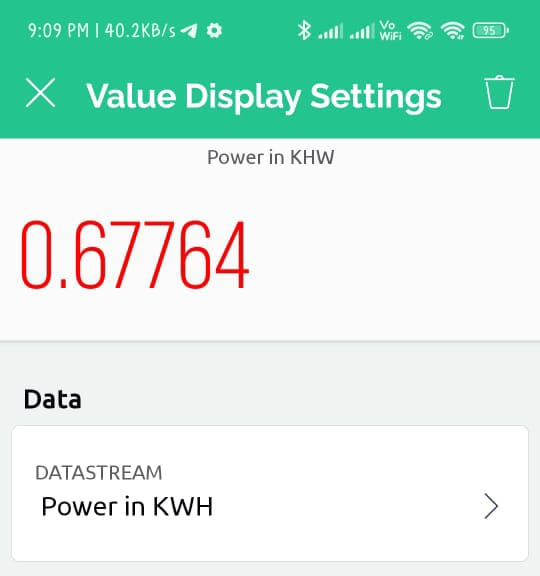 9:09 PM | 40.2KB/s Vo WiFi 95
Value Display Settings
Power in KHW
0.67764
Data
DATASTREAM
Power in KWH